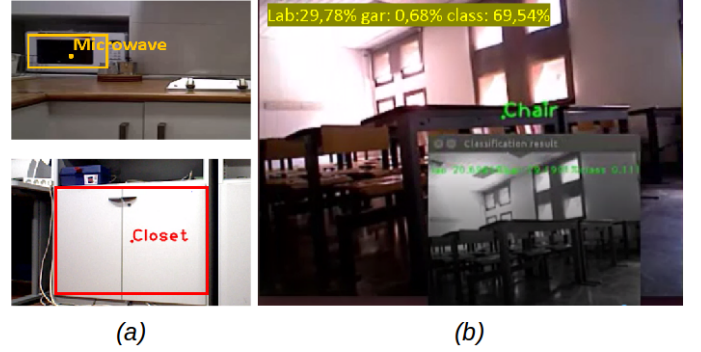 Microwave
Closet
(a)
Lab:29,78% gar: 0,68% class: 69,54%
Chair
Classification result
(b)